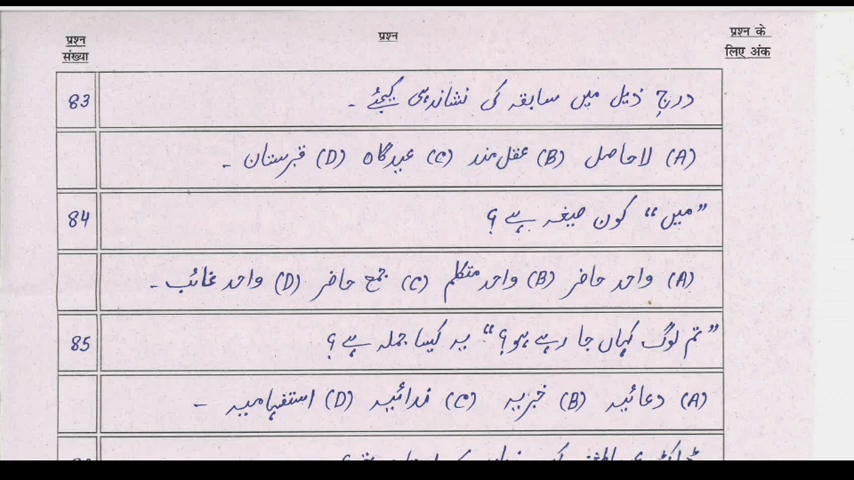 प्रश्न संख्या
प्रश्न
प्रश्न के लिए अंक
83
درج ذیل میں سابقہ کی نشاندہی کیجئے ۔
(A) لاحاصل (B) عقل مند (C) عیدگاہ (D) قبرستان ۔
84
”میں“ کون صیغہ ہے؟
(A) واحد حاضر (B) واحد متکلم (C) جمع حاضر (D) واحد غائب ۔
85
”تم لوگ کہاں جا رہے ہو؟“ یہ کیسا جملہ ہے؟
(A) دعائیہ (B) خبریہ (C) ندائیہ (D) استفہامیہ ۔